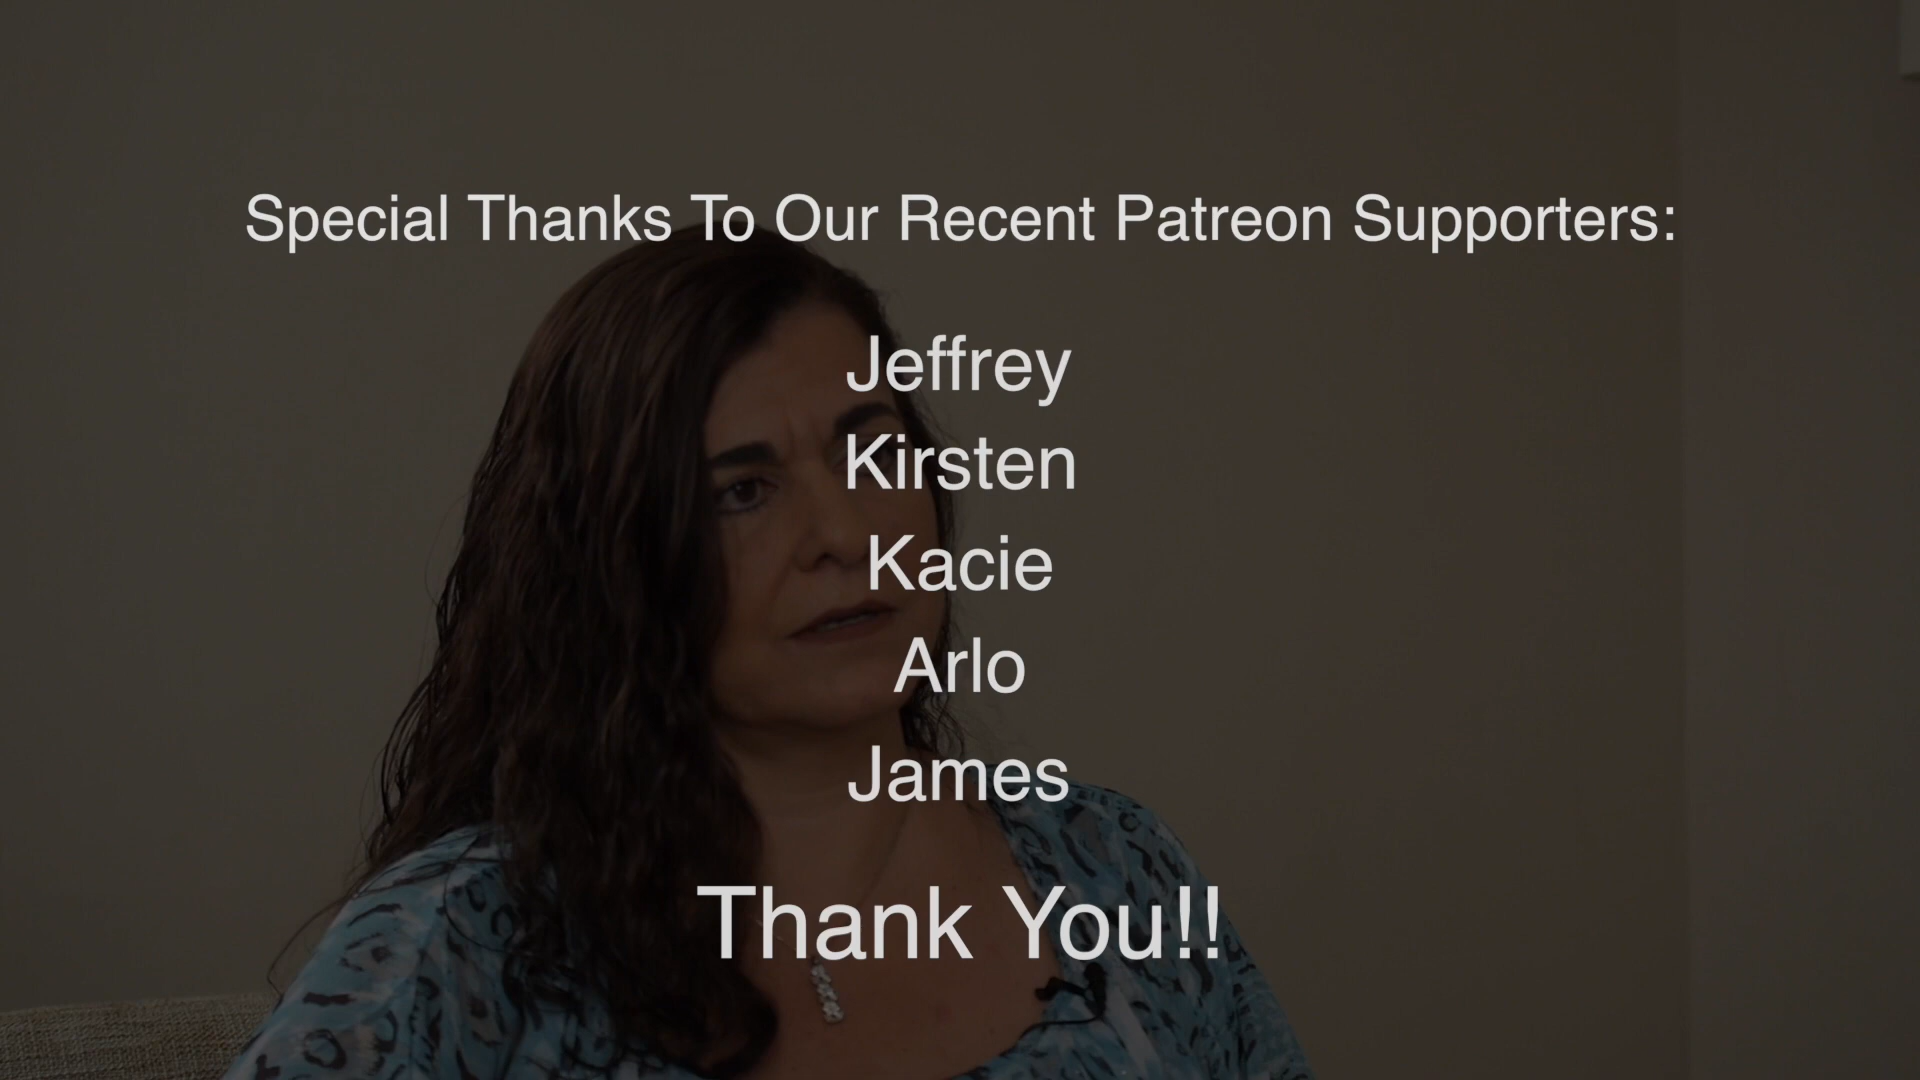 Special Thanks To Our Recent Patreon Supporters:
Jeffrey
Kirsten
Kacie
Arlo
James
Thank You!!